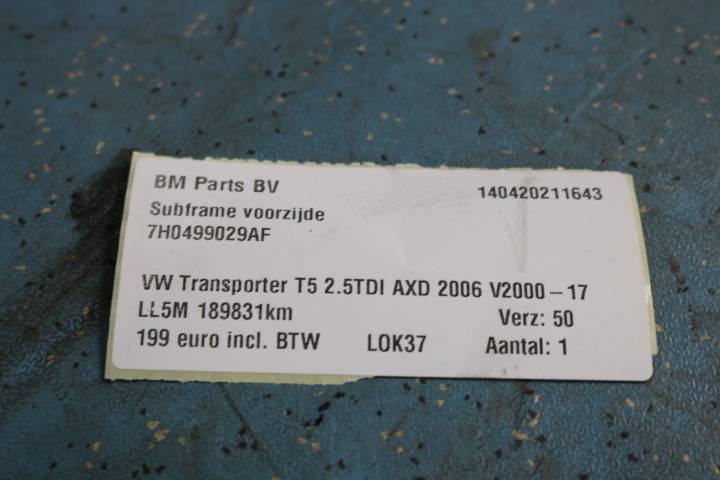 BM Parts BV 140420211643
Subframe voorzijde
7H0499029AF
VW Transporter T5 2.5TDI AXD 2006 V2000-17
LL5M 189831km Verz: 50
199 euro incl. BTW LOK37 Aantal: 1